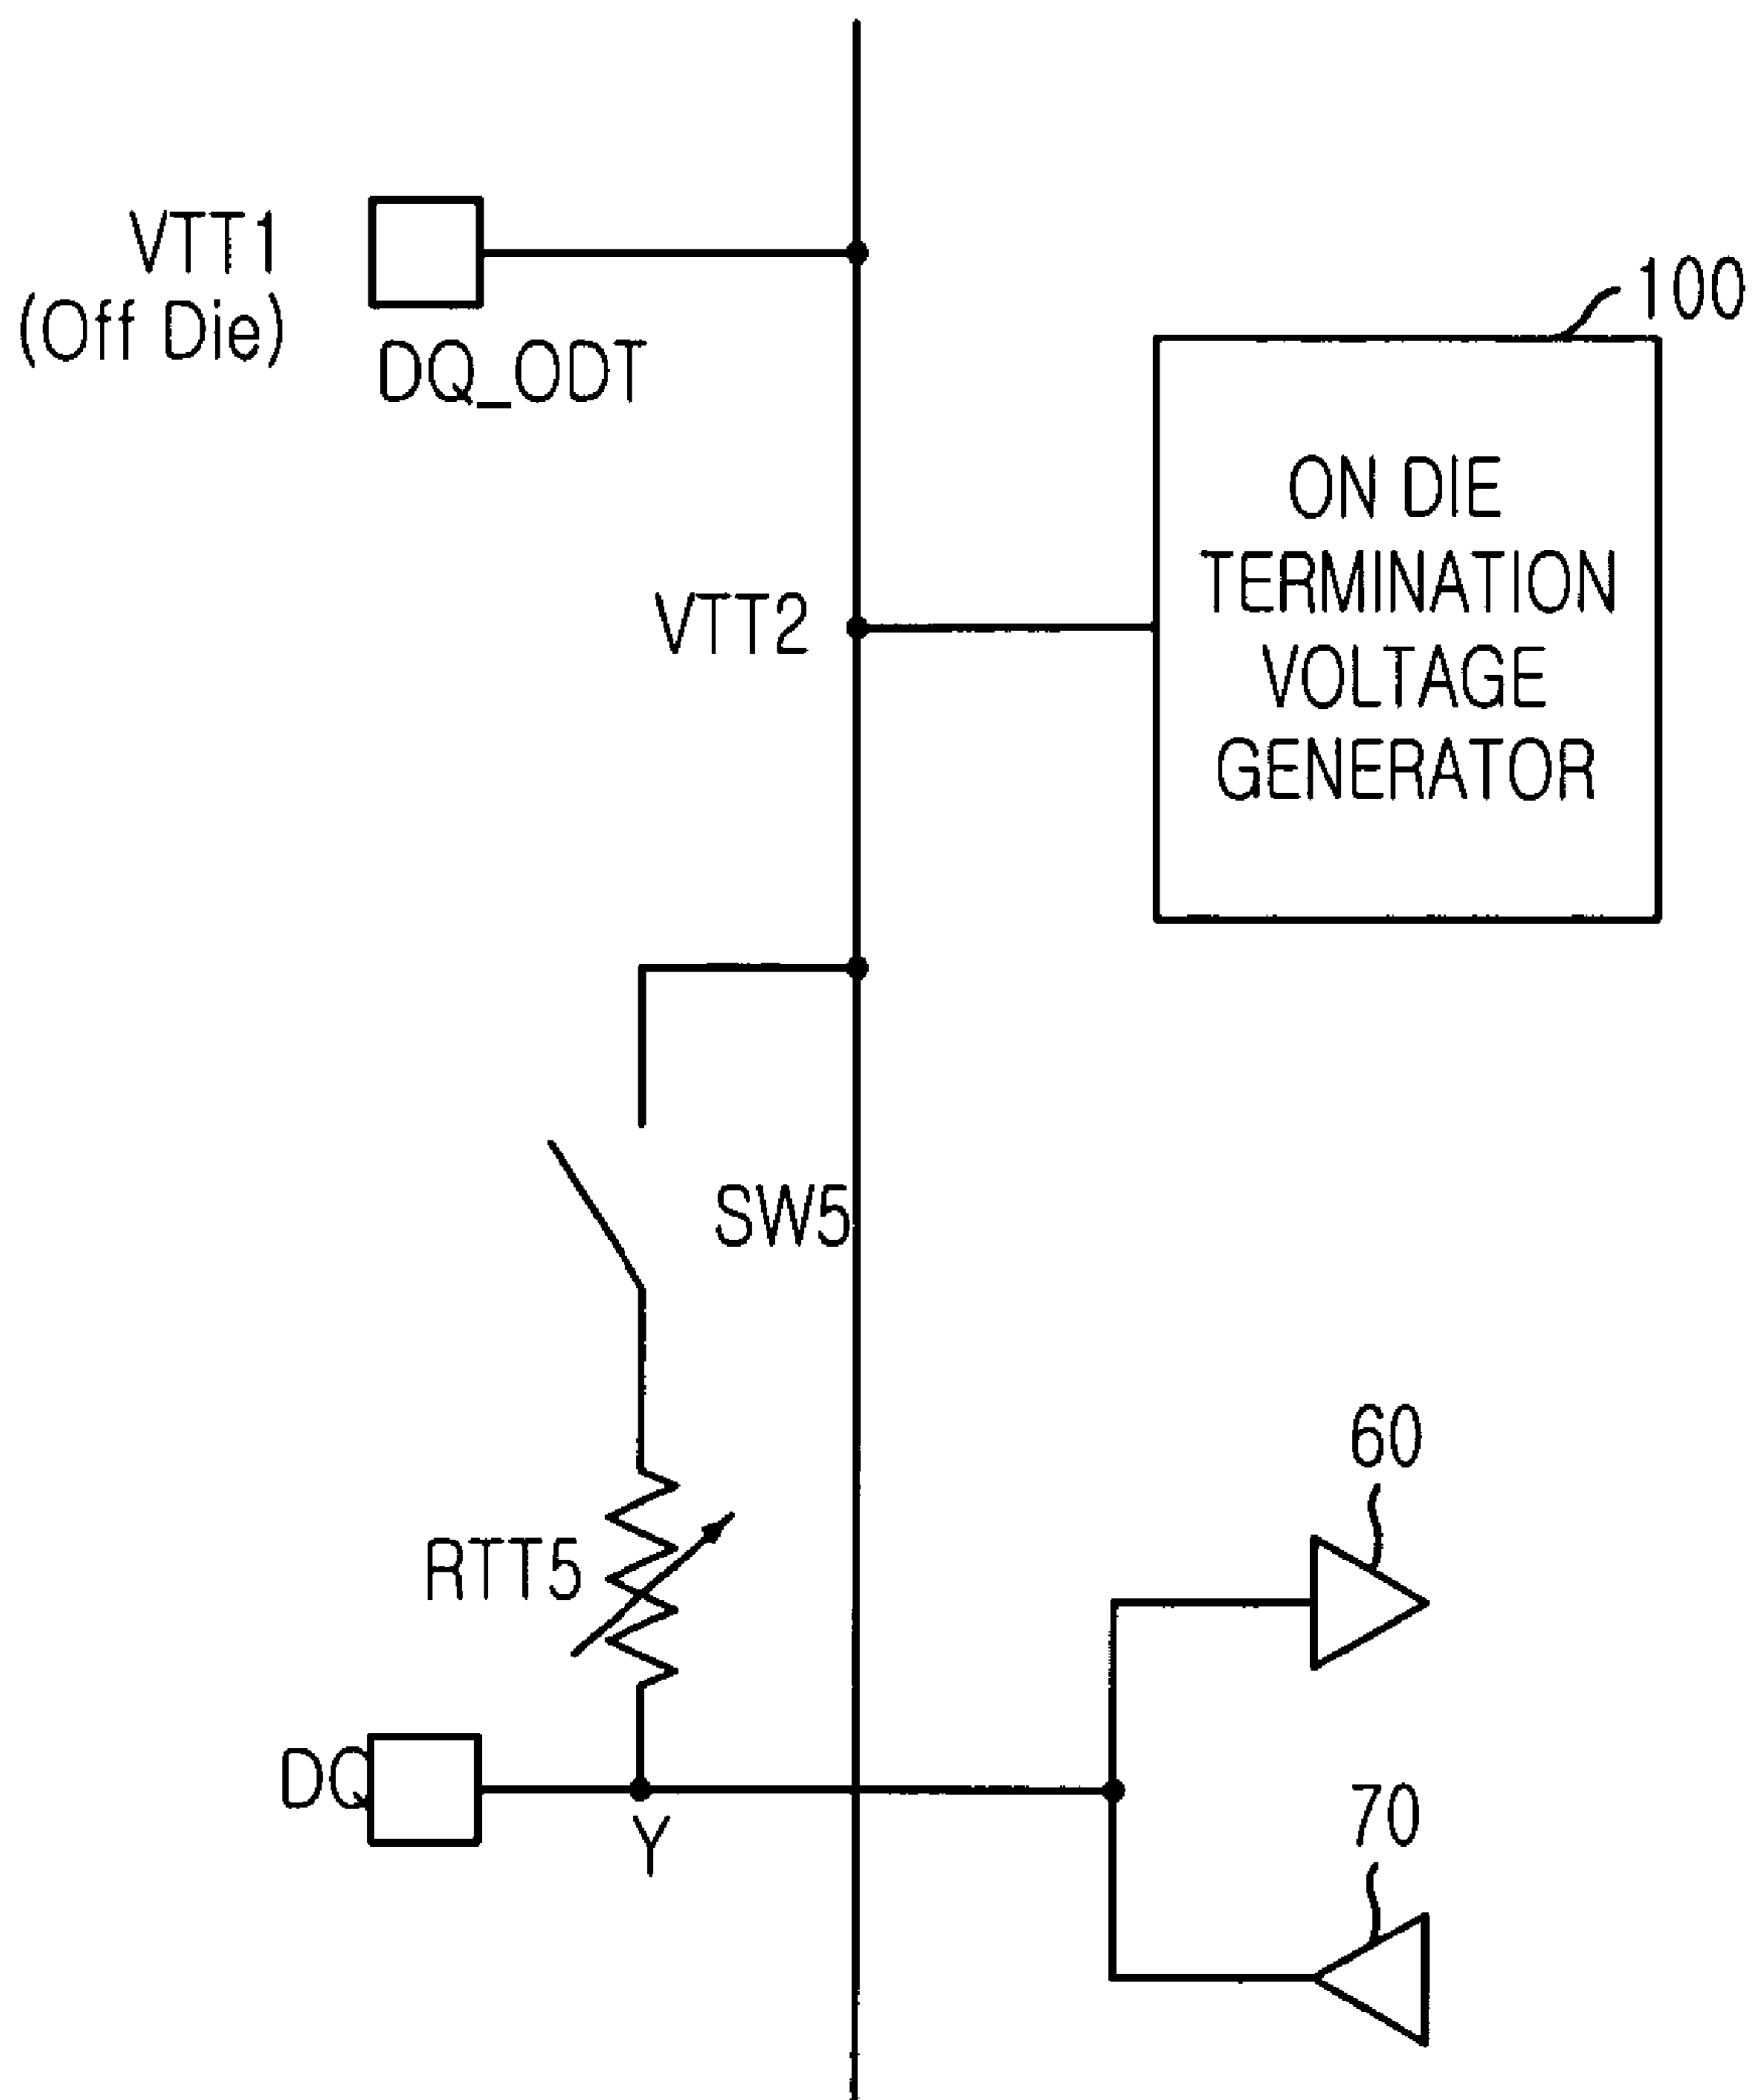 VTT1
(Off Die)
DQ_ODT
100
ON DIE
TERMINATION
VOLTAGE
GENERATOR
VTT2
SW5
60
RTT5
DQ
Y
70